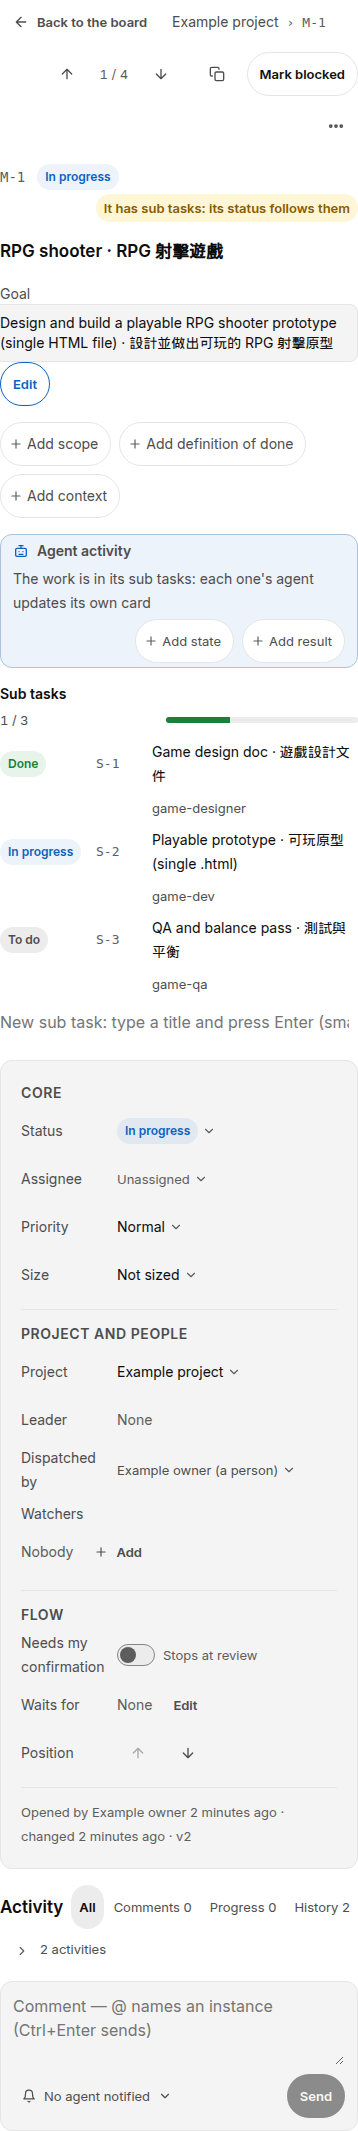 Back to the board Example project › M-1
1 / 4 Mark blocked
M-1 In progress
It has sub tasks: its status follows them
RPG shooter · RPG 射擊遊戲
Goal
Design and build a playable RPG shooter prototype
(single HTML file) · 設計並做出可玩的 RPG 射擊原型
Edit
Add scope Add definition of done
Add context
Agent activity
The work is in its sub tasks: each one's agent
updates its own card
Add state Add result
Sub tasks
1 / 3
Done S-1 Game design doc · 遊戲設計文
件
game-designer
In progress S-2 Playable prototype · 可玩原型
(single .html)
game-dev
To do S-3 QA and balance pass · 測試與
平衡
game-qa
New sub task: type a title and press Enter (sma
CORE
Status In progress
Assignee Unassigned
Priority Normal
Size Not sized
PROJECT AND PEOPLE
Project Example project
Leader None
Dispatched
by Example owner (a person)
Watchers
Nobody Add
FLOW
Needs my
confirmation Stops at review
Waits for None Edit
Position
Opened by Example owner 2 minutes ago ·
changed 2 minutes ago · v2
Activity All Comments 0 Progress 0 History 2
2 activities
Comment — @ names an instance
(Ctrl+Enter sends)
No agent notified Send